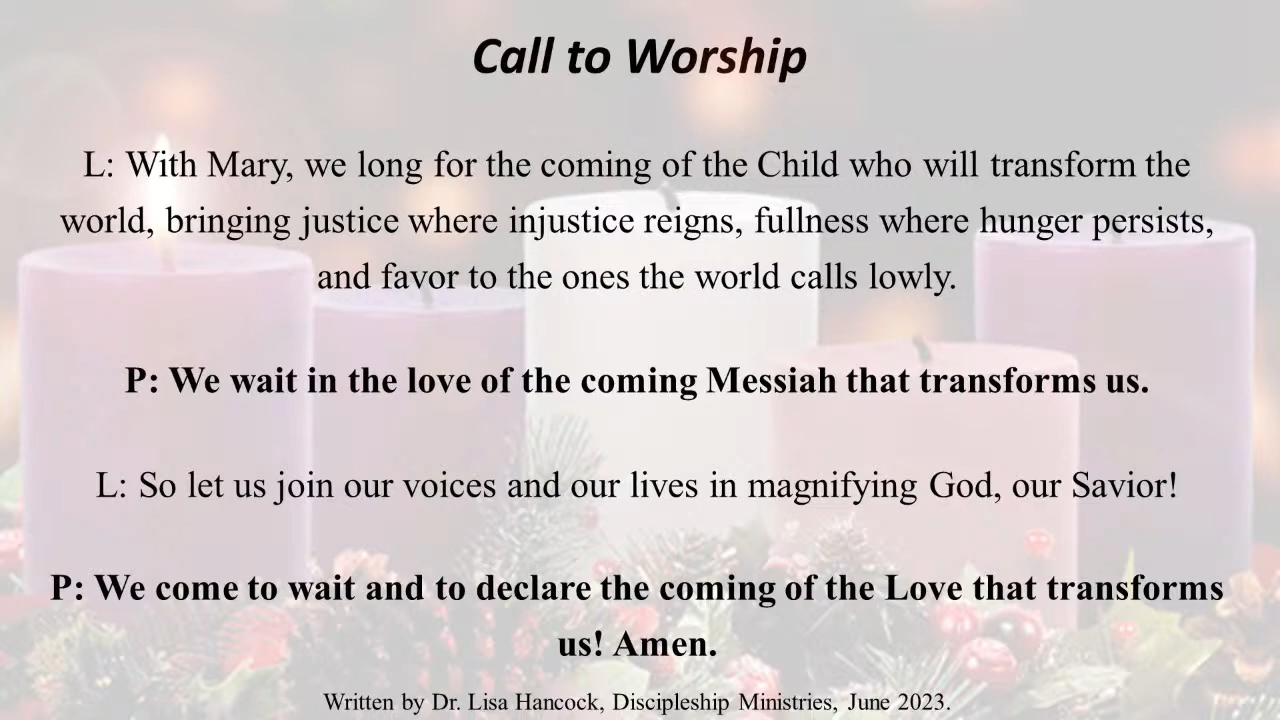 Call to Worship
L: With Mary, we long for the coming of the Child who will transform the
world, bringing justice where injustice reigns, fullness where hunger persists,
and favor to the ones the world calls lowly.
P: We wait in the love of the coming Messiah that transforms us.
L: So let us join our voices and our lives in magnifying God, our Savior!
P: We come to wait and to declare the coming of the Love that transforms
us! Amen.
Written by Dr. Lisa Hancock, Discipleship Ministries, June 2023.